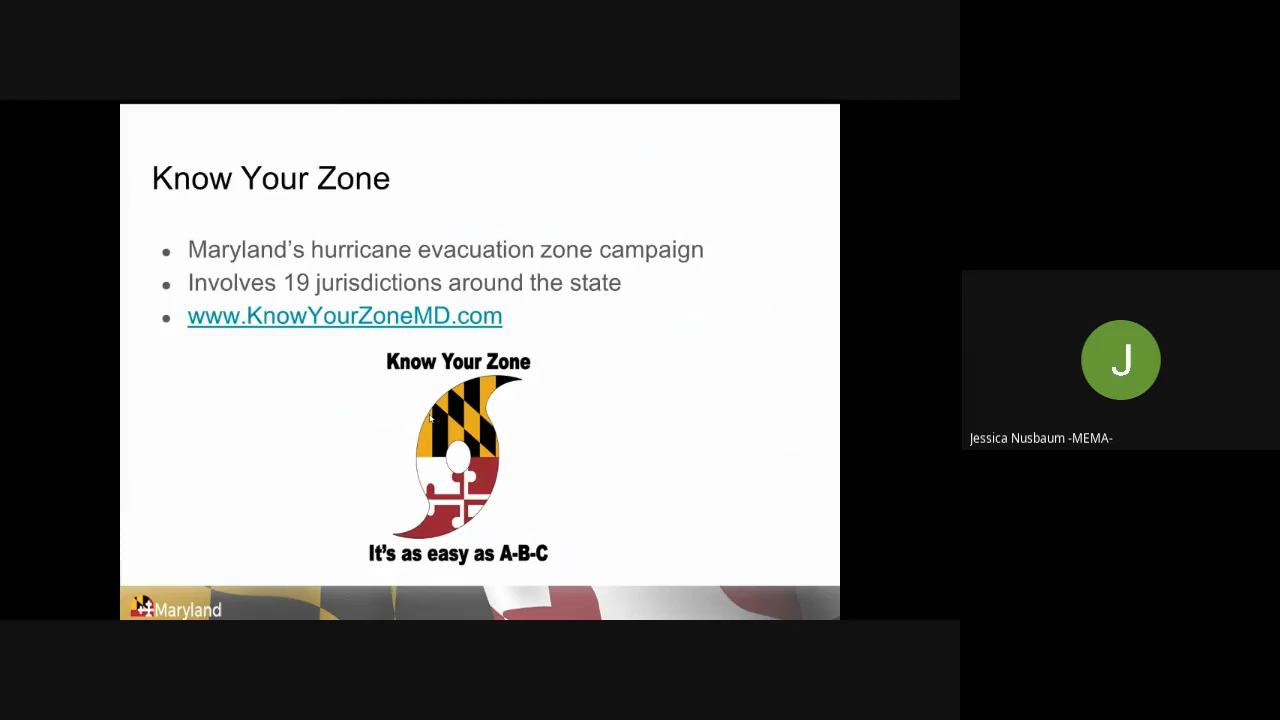 Know Your Zone
● Maryland’s hurricane evacuation zone campaign
● Involves 19 jurisdictions around the state
● www.KnowYourZoneMD.com
Know Your Zone
It's as easy as A-B-C
Maryland
J
Jessica Nusbaum -MEMA-